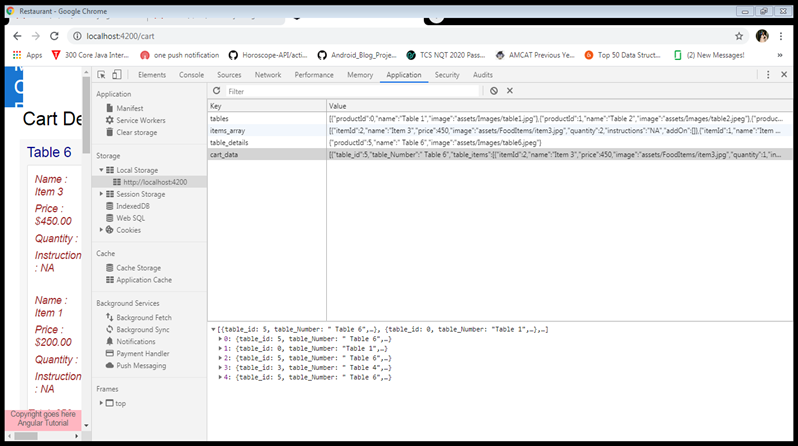 Restaurant - Google Chrome
localhost:4200/cart
Apps
300 Core Java Inter...
one push notification
Horoscope-API/acti...
Android_Blog_Proje...
TCS NQT 2020 Pass...
AMCAT Previous Ye...
Top 50 Data Struct...
(2) New Messages!
Elements Console Sources Network Performance Memory Application Security Audits
Cart De
Table 6
Name :
Item 3
Price :
$450.00
Quantity :
Instruction
: NA
Name :
Item 1
Price :
$200.00
Quantity :
Instruction
: NA
Copyright goes here
Angular Tutorial
Application
Manifest
Service Workers
Clear storage
Storage
Local Storage
http://localhost:4200
Session Storage
IndexedDB
Web SQL
Cookies
Cache
Cache Storage
Application Cache
Background Services
Background Fetch
Background Sync
Notifications
Payment Handler
Push Messaging
Frames
top
Filter
Key Value
tables [{"productId":0,"name":"Table 1","image":"assets/Images/table1.jpg"},{"productId":1,"name":"Table 2","image":"assets/Images/table2.jpeg"},{"produc...
items_array [{"itemId":2,"name":"Item 3","price":450,"image":"assets/FoodItems/item3.jpg","quantity":2,"instructions":"NA","addOn":[]},{"itemId":1,"name":"Item ...
table_details {"productId":5,"name":" Table 6","image":"assets/Images/table6.jpeg"}
cart_data [{"table_id":5,"table_Number":" Table 6","table_items":[{"itemId":2,"name":"Item 3","price":450,"image":"assets/FoodItems/item3.jpg","quantity":1,"in...
[{table_id: 5, table_Number: " Table 6",…}, {table_id: 0, table_Number: "Table 1",…},…]
0: {table_id: 5, table_Number: " Table 6",…}
1: {table_id: 0, table_Number: "Table 1",…}
2: {table_id: 5, table_Number: " Table 6",…}
3: {table_id: 3, table_Number: " Table 4",…}
4: {table_id: 5, table_Number: " Table 6",…}